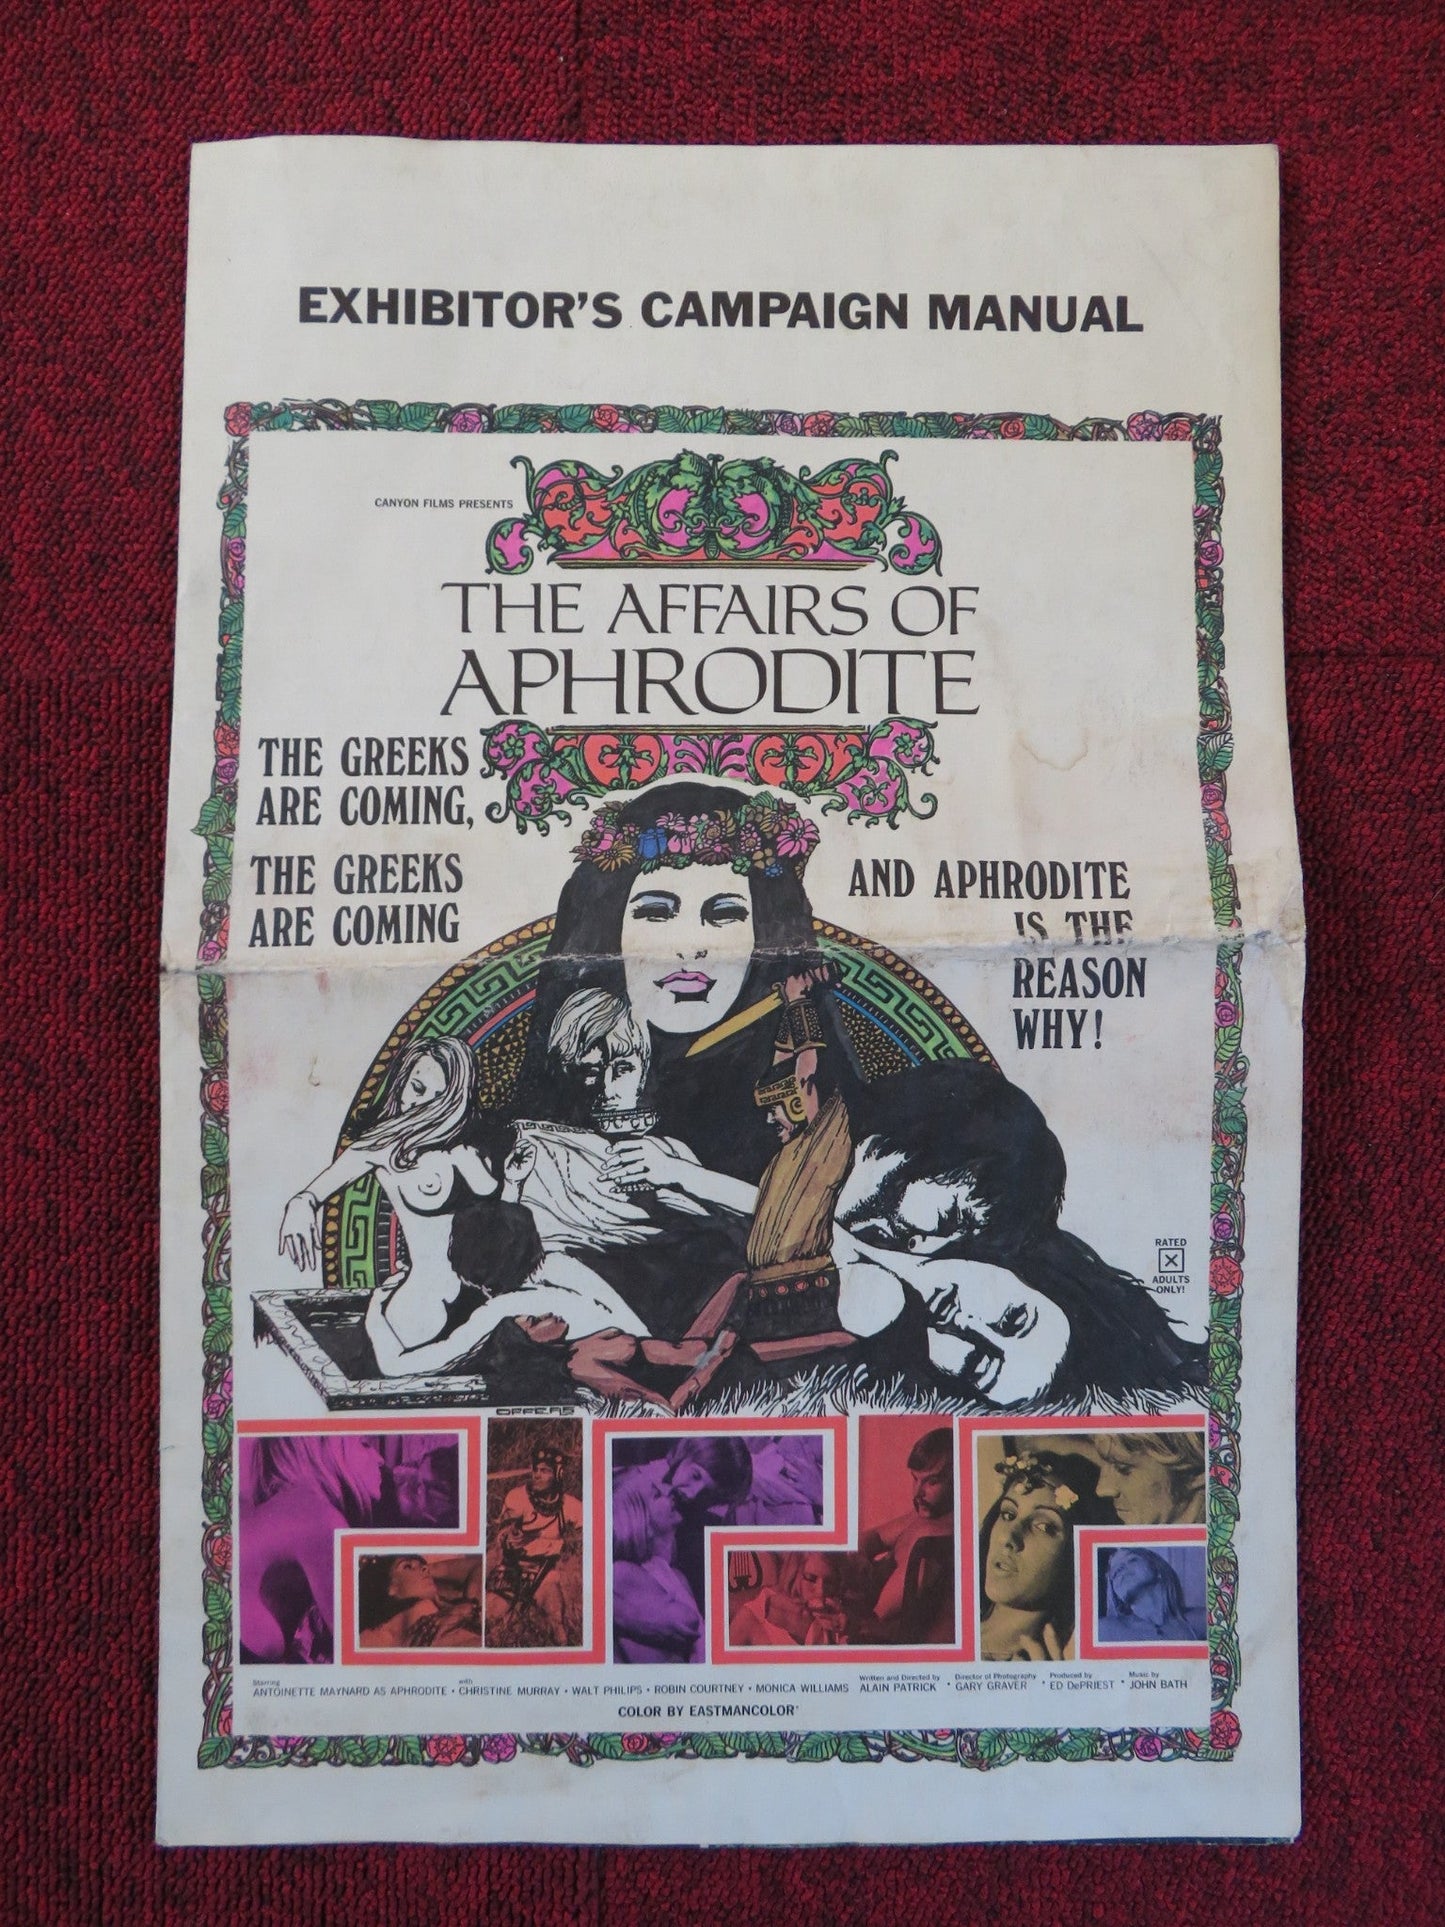 EXHIBITOR'S CAMPAIGN MANUAL
CANYON FILMS PRESENTS
THE AFFAIRS OF
APHRODITE
THE GREEKS
ARE COMING,
THE GREEKS
ARE COMING
AND APHRODITE
IS THE
REASON
WHY!
RATED
X
ADULTS
ONLY!
OFFERS
Starring
ANTOINETTE MAYNARD AS APHRODITE • with CHRISTINE MURRAY • WALT PHILIPS • ROBIN COURTNEY • MONICA WILLIAMS
Written and Directed by
ALAIN PATRICK •
Director of Photography
GARY GRAVER •
Produced by
ED DePRIEST •
Music by
JOHN BATH
COLOR BY EASTMANCOLOR®